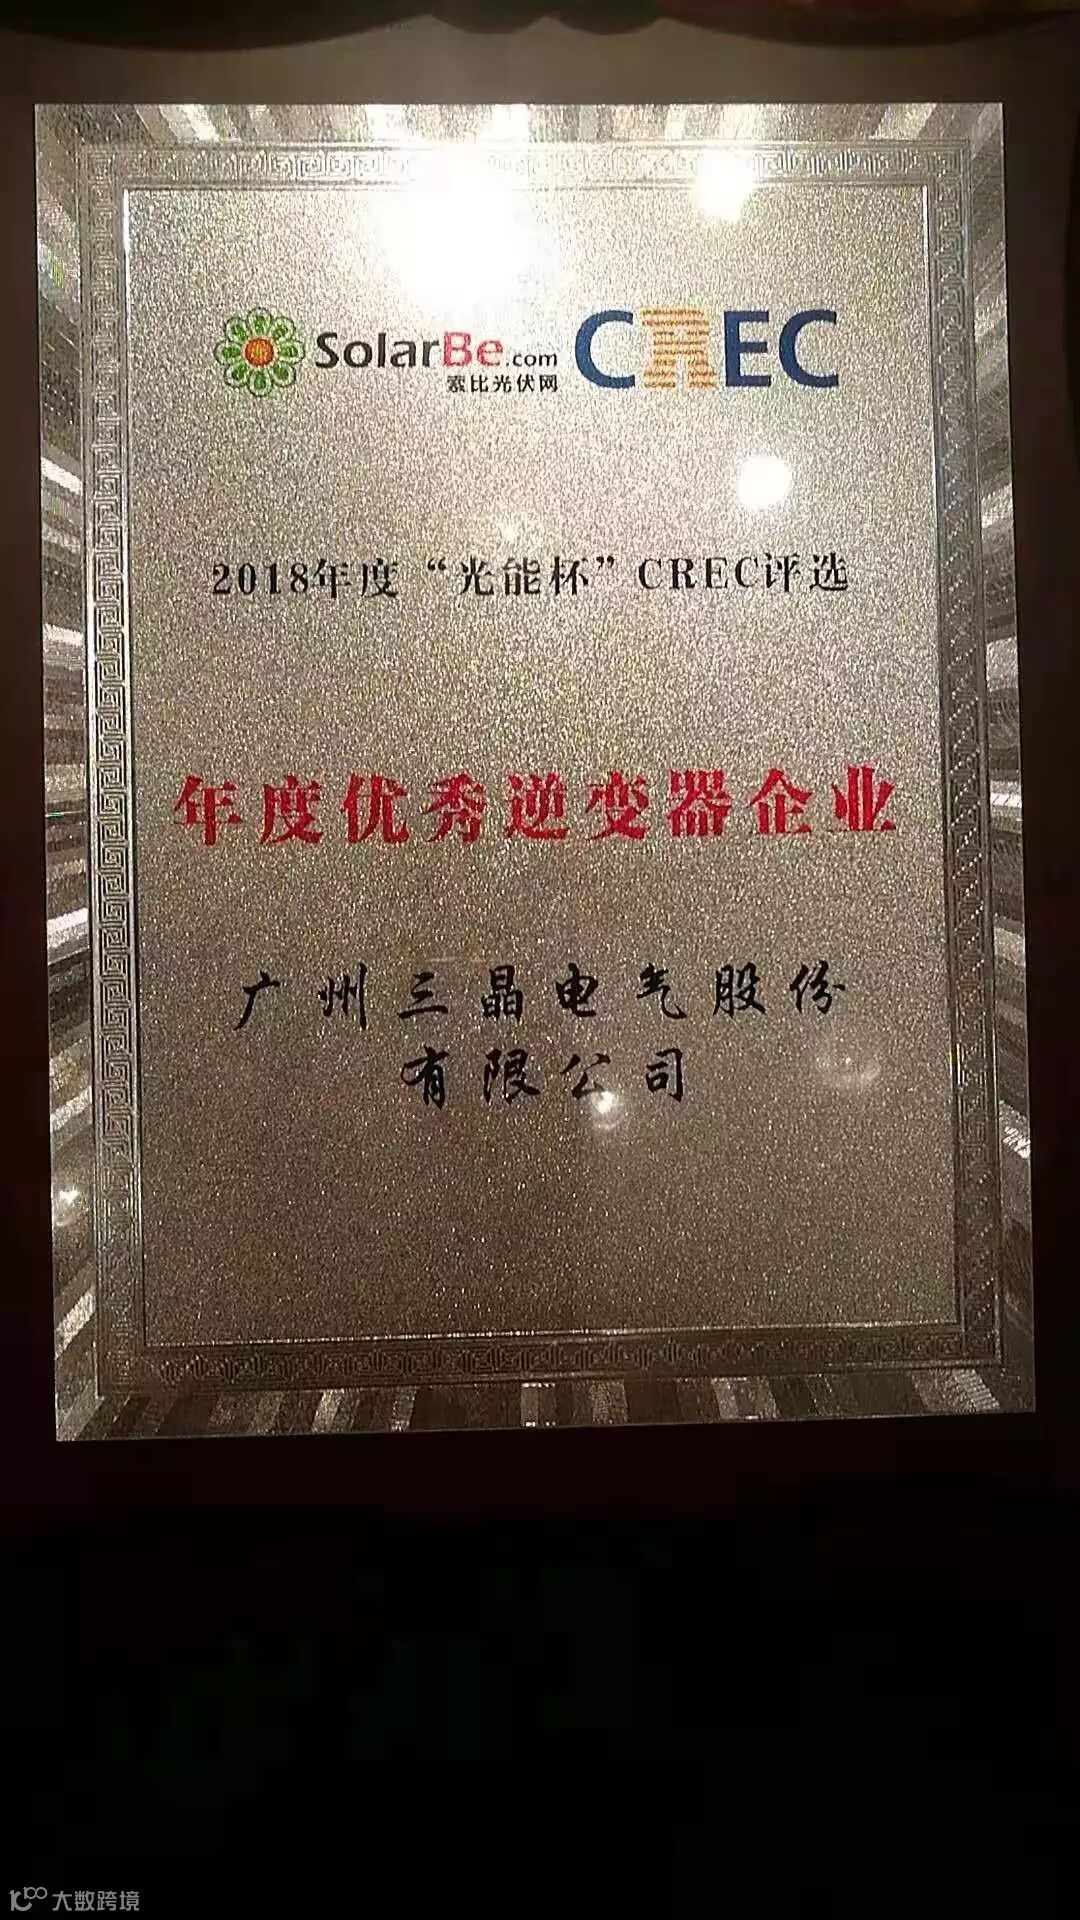 SolarBe.com CREC
索比光伏网
2018年度“光能杯”CREC评选
年度优秀逆变器企业
广州三晶电气股份
有限公司
大数跨境